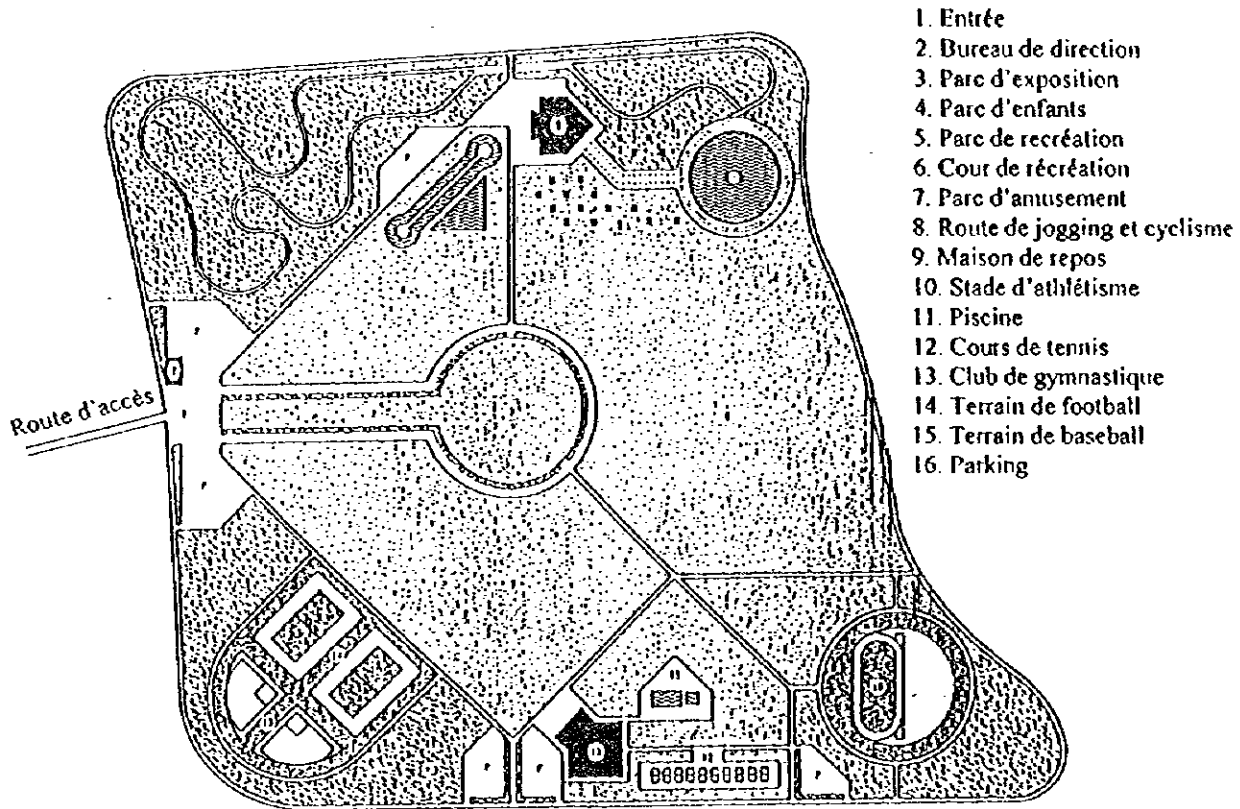 1. Entrée
2. Bureau de direction
3. Parc d'exposition
4. Parc d'enfants
5. Parc de recréation
6. Cour de récréation
7. Parc d'amusement
8. Route de jogging et cyclisme
9. Maison de repos
10. Stade d'athlétisme
11. Piscine
12. Cours de tennis
13. Club de gymnastique
14. Terrain de football
15. Terrain de baseball
16. Parking
Route d'accès